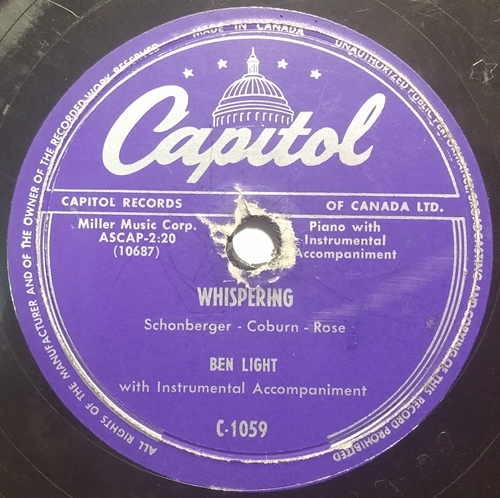 MADE IN CANADA
UNAUTHORIZED PUBLIC PERFORMANCE BROADCASTING AND COPYING OF THIS RECORD PROHIBITED
ALL RIGHTS OF THE MANUFACTURER AND OF THE OWNER OF THE RECORDED WORK RESERVED
Capitol
CAPITOL RECORDS OF CANADA LTD.
Miller Music Corp. Piano with
ASCAP-2:20 Instrumental
(10687) Accompaniment
WHISPERING
Schonberger - Coburn - Rose
BEN LIGHT
with Instrumental Accompaniment
C-1059